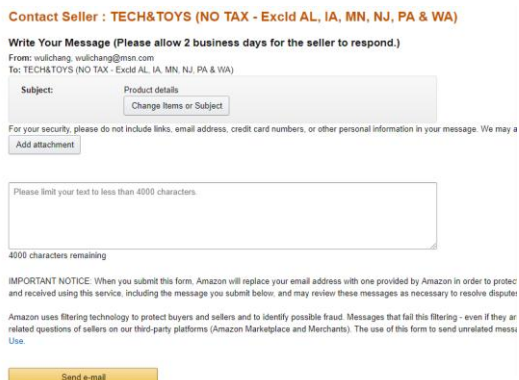 Contact Seller : TECH&TOYS (NO TAX - Excld AL, IA, MN, NJ, PA & WA)
Write Your Message (Please allow 2 business days for the seller to respond.)
From: wulichang, wulichang@msn.com
To: TECH&TOYS (NO TAX - Excld AL, IA, MN, NJ, PA & WA)
Subject: Product details
Change Items or Subject
For your security, please do not include links, email address, credit card numbers, or other personal information in your message. We may a
Add attachment
Please limit your text to less than 4000 characters.
4000 characters remaining
IMPORTANT NOTICE: When you submit this form, Amazon will replace your email address with one provided by Amazon in order to protec
and received using this service, including the message you submit below, and may review these messages as necessary to resolve dispute
Amazon uses filtering technology to protect buyers and sellers and to identify possible fraud. Messages that fail this filtering - even if they ar
related questions of sellers on our third-party platforms (Amazon Marketplace and Merchants). The use of this form to send unrelated messa
Use.
Send e-mail